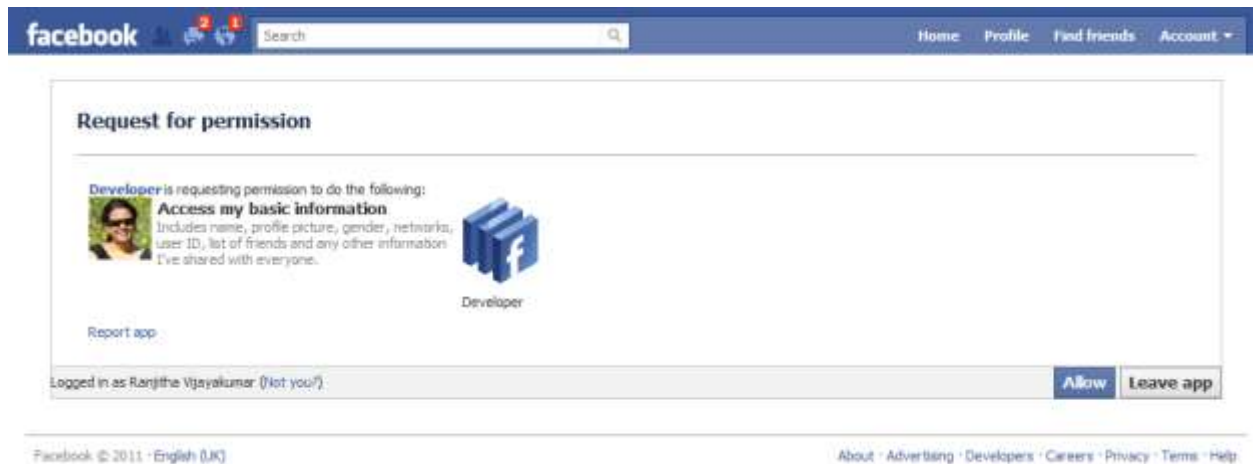 facebook 2 1 Search Home Profile Find friends Account
Request for permission
Developer is requesting permission to do the following:
Access my basic information
Includes name, profile picture, gender, networks,
user ID, list of friends and any other information
I've shared with everyone.
Developer
Report app
Logged in as Ranjitha Vijayakumar (Not you?) Allow Leave app
Facebook © 2011 · English (UK) About · Advertising · Developers · Careers · Privacy · Terms · Help